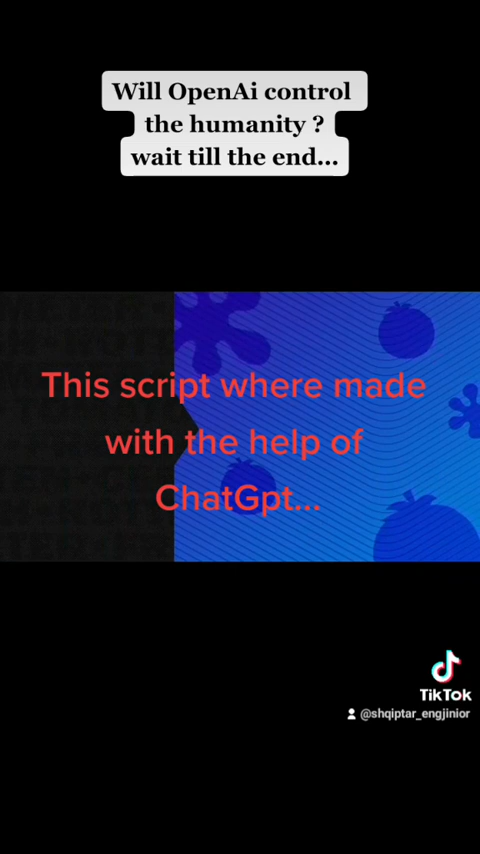 Will OpenAi control
the humanity ?
wait till the end...
This script where made
with the help of
ChatGpt...
TikTok
@shqiptar_engjinior